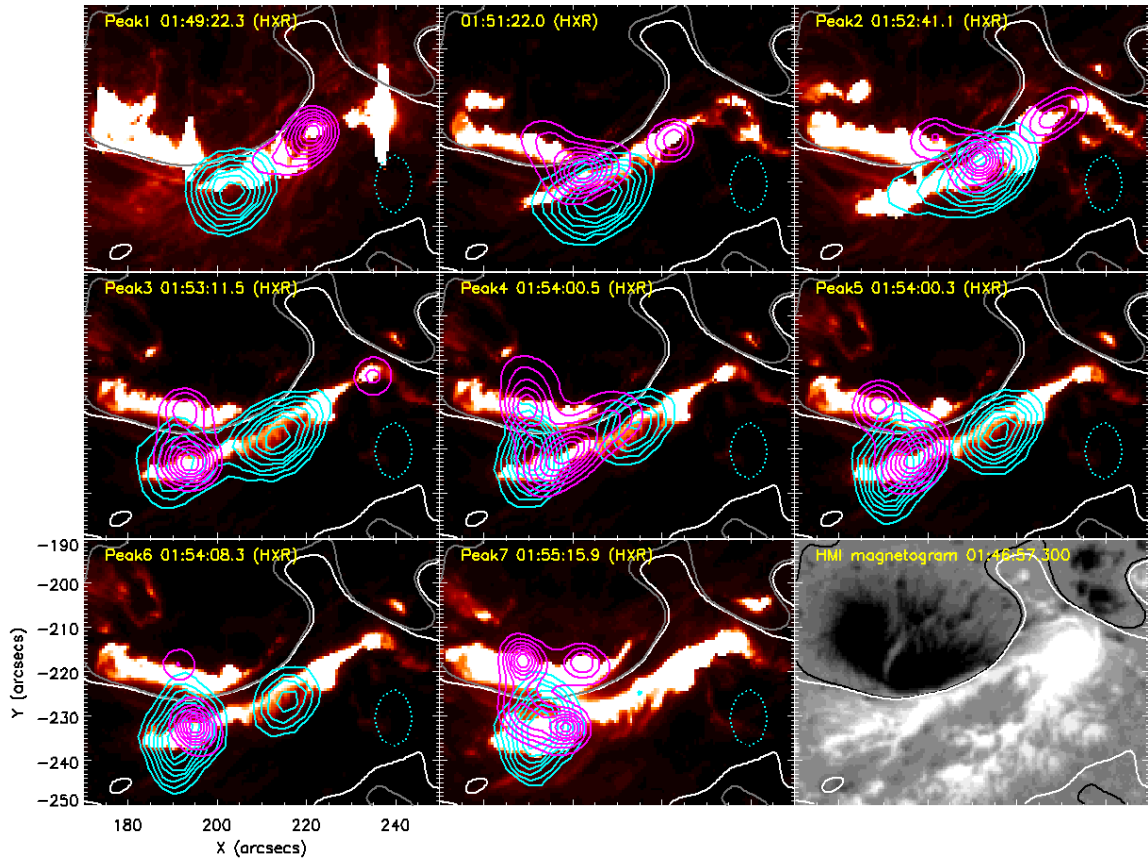 Peak1 01:49:22.3 (HXR)
01:51:22.0 (HXR)
Peak2 01:52:41.1 (HXR)
Peak3 01:53:11.5 (HXR)
Peak4 01:54:00.5 (HXR)
Peak5 01:54:00.3 (HXR)
Peak6 01:54:08.3 (HXR)
Peak7 01:55:15.9 (HXR)
HMI magnetogram 01:46:57.300
-190
-200
-210
-220
-230
-240
-250
Y (arcsecs)
180 200 220 240
X (arcsecs)